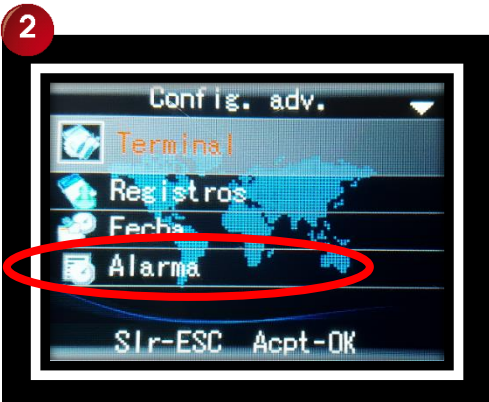 2
Config. adv.
Terminal
Registros
Fecha
Alarma
Slr-ESC Acpt-OK